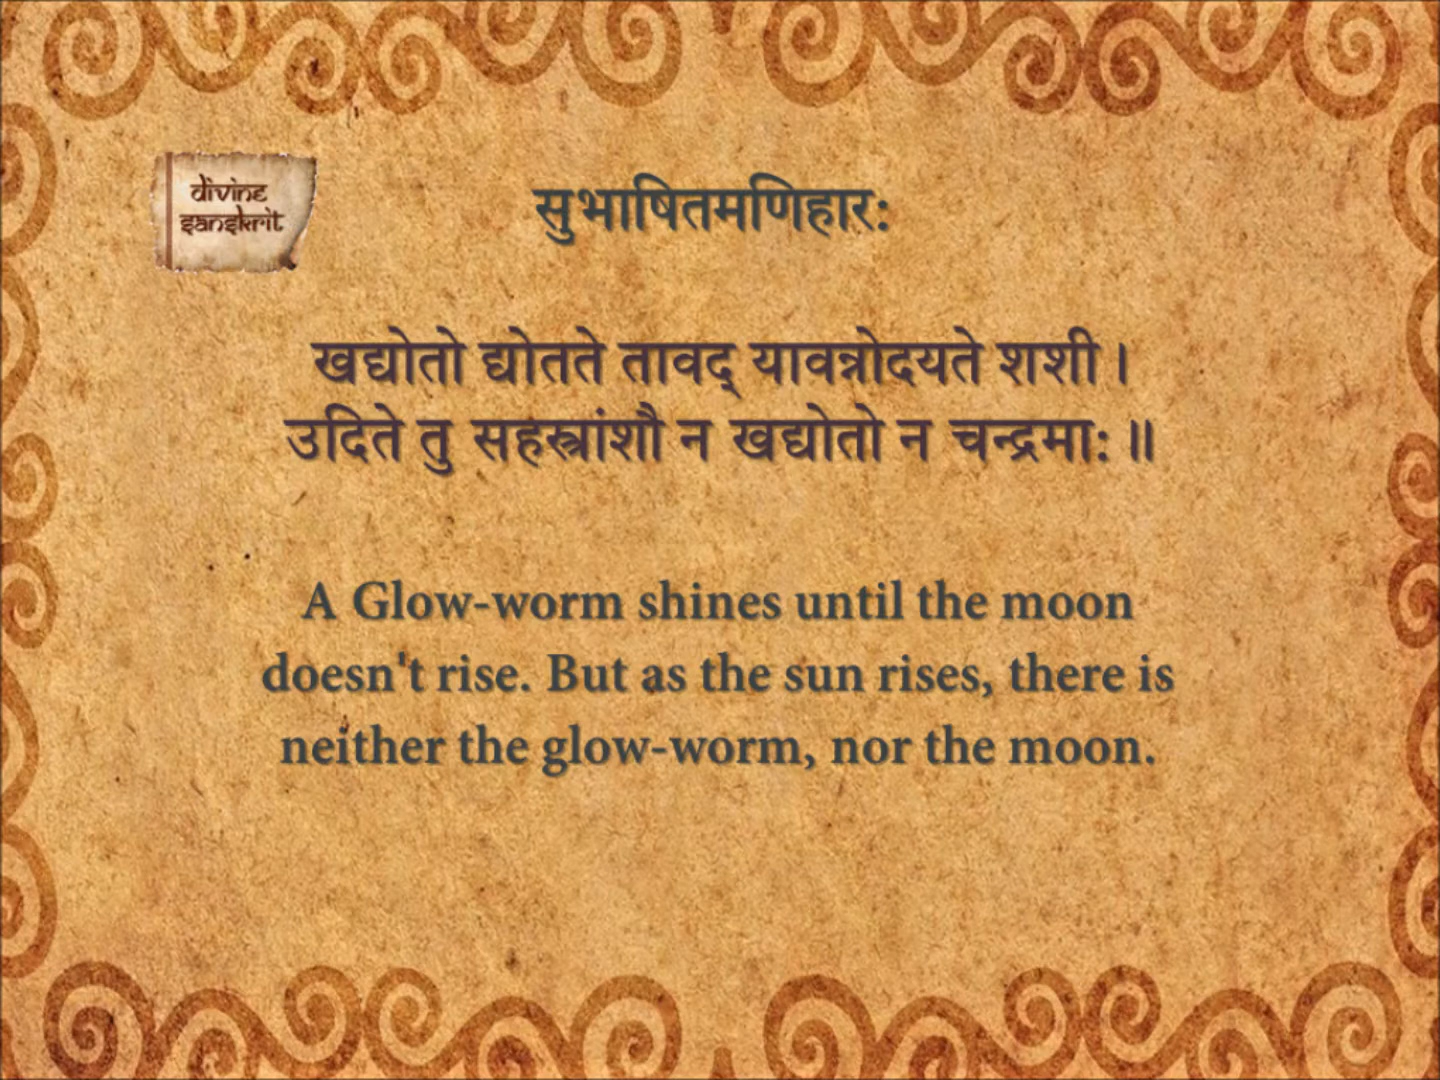 divine
sanskrit
सुभाषितमणिहारः
खद्योतो द्योतते तावद् यावन्नोदयते शशी ।
उदिते तु सहस्त्रांशौ न खद्योतो न चन्द्रमाः ॥
A Glow-worm shines until the moon
doesn't rise. But as the sun rises, there is
neither the glow-worm, nor the moon.